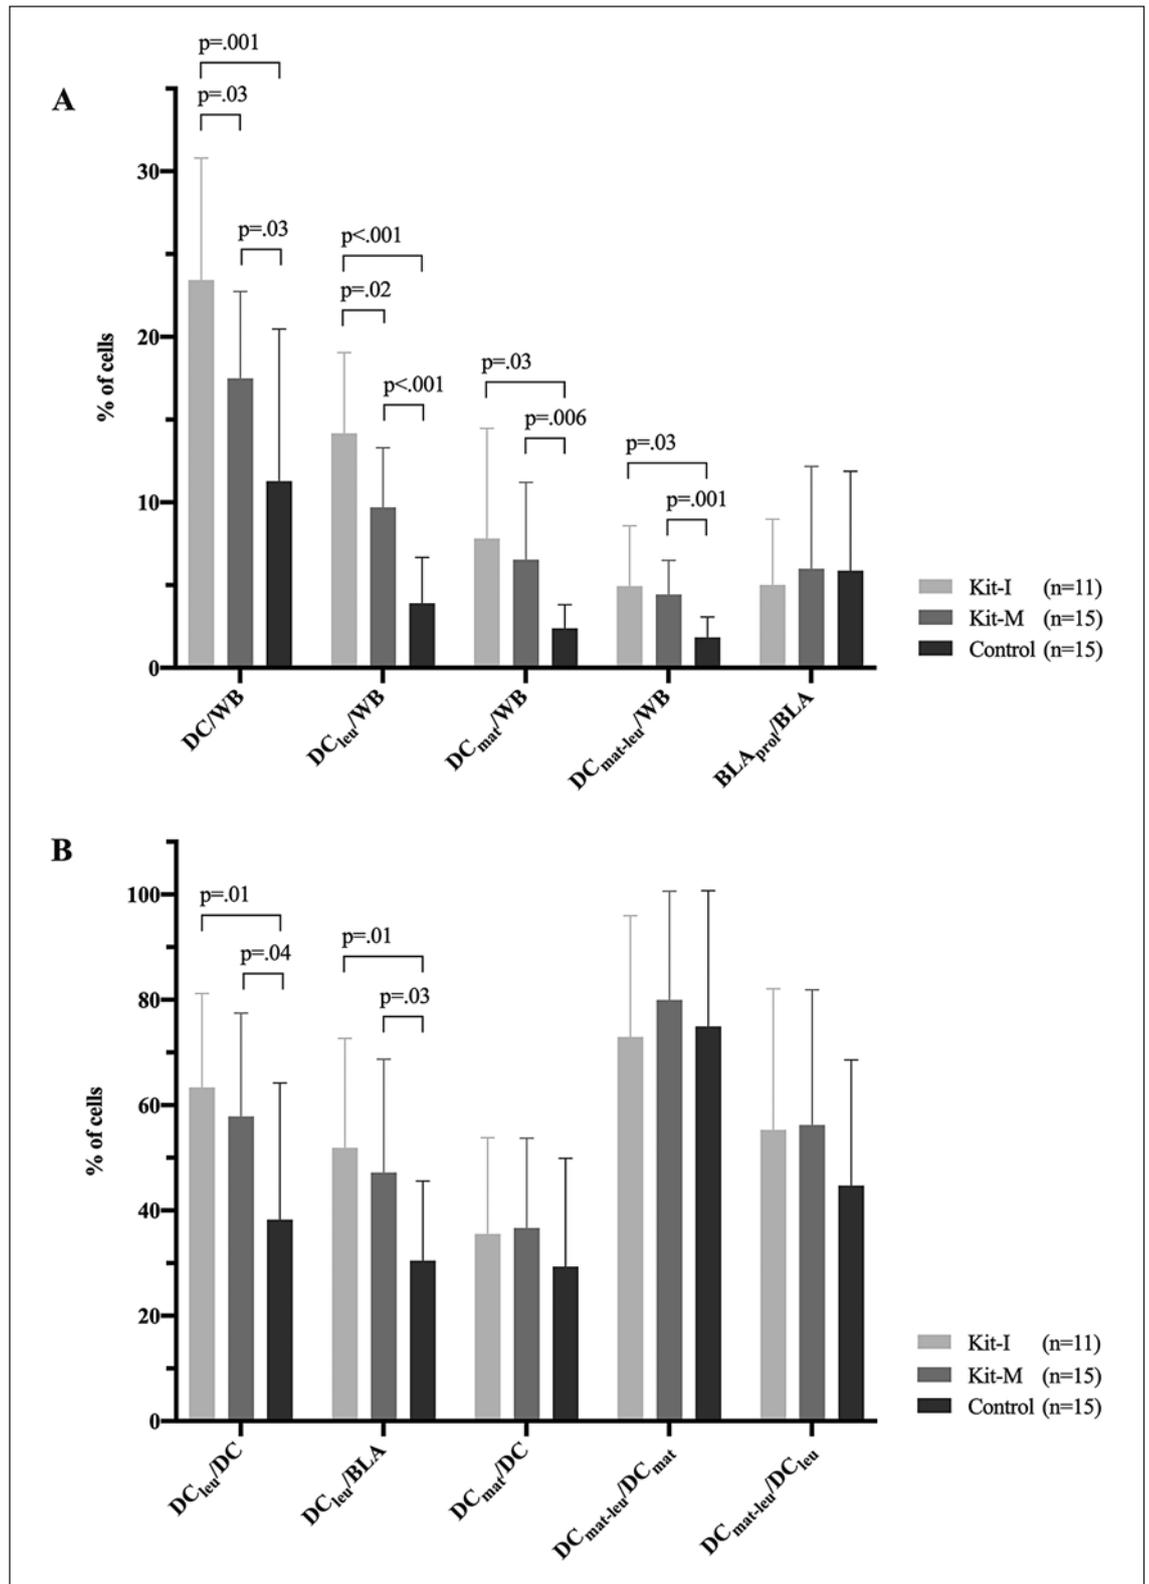 A
p=.001
p=.03
p=.03
p<.001
p=.02
p<.001
p=.03
p=.006
p=.03
p=.001
30
20
10
0
% of cells
DC/WB
DCleu/WB
DCmat/WB
DCmat-leu/WB
BLAprol/BLA
Kit-I (n=11)
Kit-M (n=15)
Control (n=15)
B
p=.01
p=.04
p=.01
p=.03
100
80
60
40
20
0
% of cells
DCleu/DC
DCleu/BLA
DCmat/DC
DCmat-leu/DCmat
DCmat-leu/DCleu
Kit-I (n=11)
Kit-M (n=15)
Control (n=15)